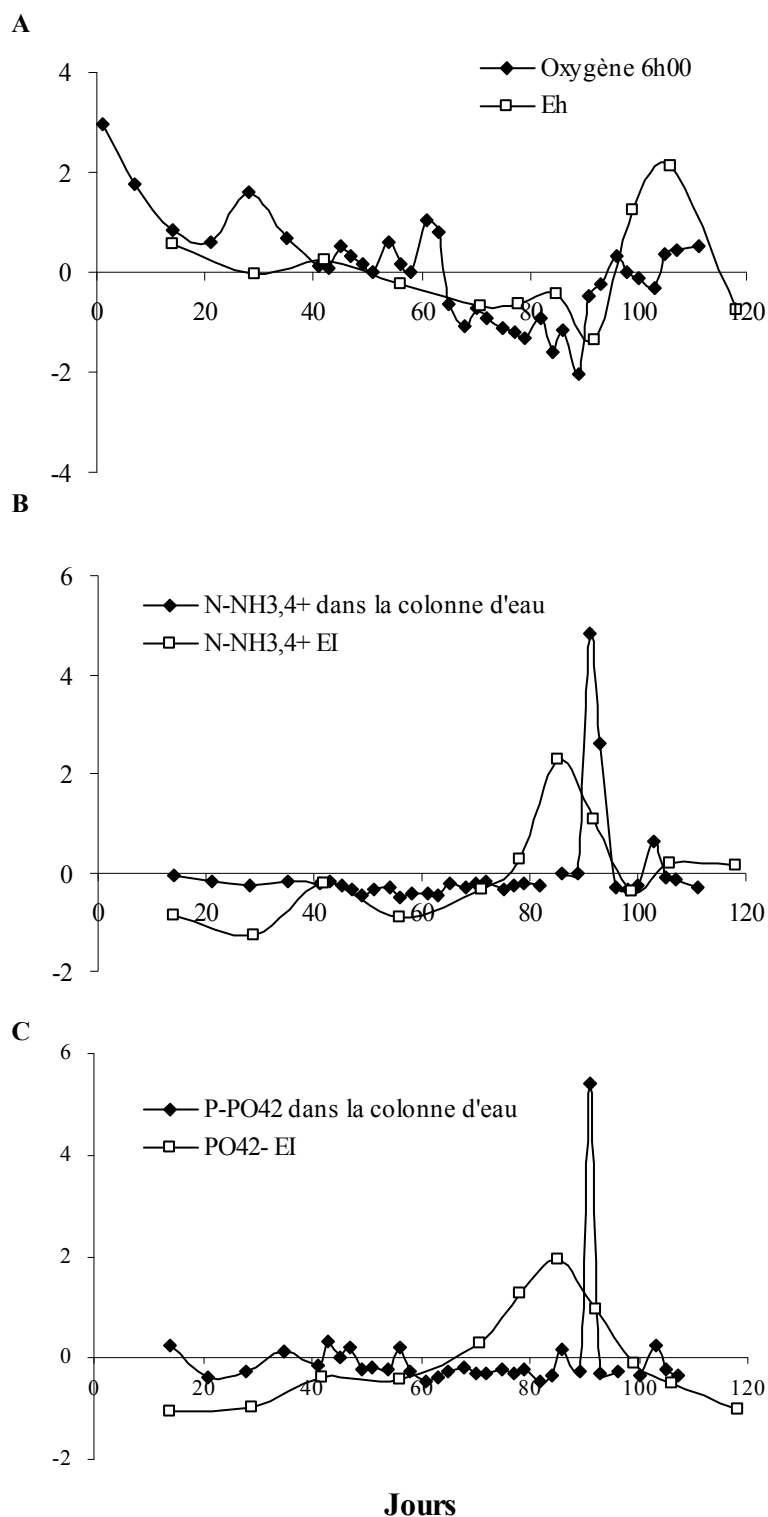 A
Oxygène 6h00
Eh
4
2
0
0 20 40 60 80 100 120
-2
-4
B
6
N-NH3,4+ dans la colonne d'eau
N-NH3,4+ EI
4
2
0
0 20 40 60 80 100 120
-2
C
6
P-PO42 dans la colonne d'eau
PO42- EI
4
2
0
0 20 40 60 80 100 120
-2
Jours